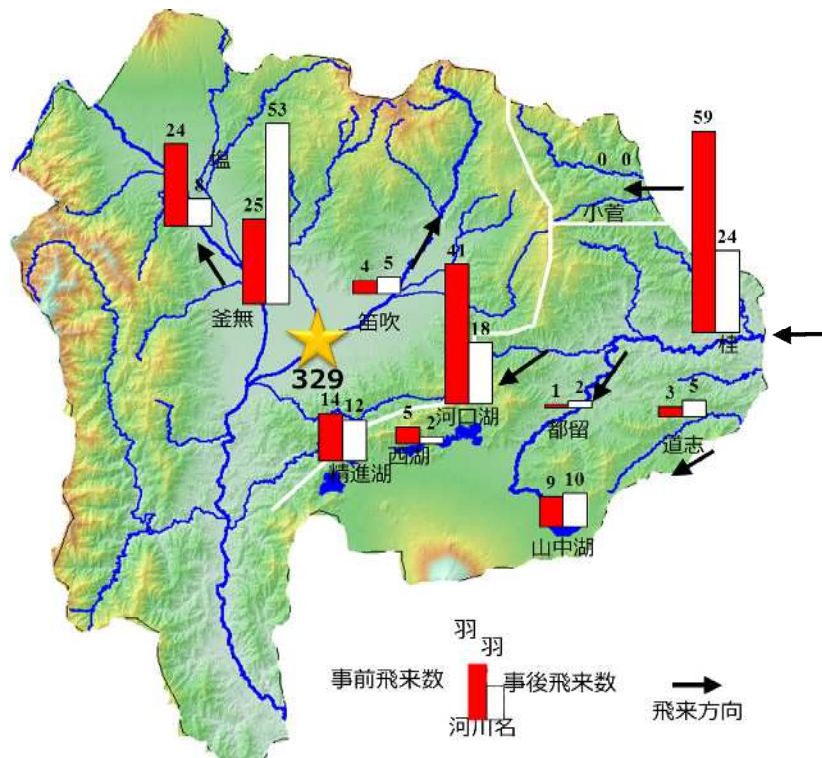 53
59
24
塩
8
0 0
25
小菅
41
24
4 5
釜無
笛吹
18
桂
329
14 12
5 2
河口湖
1 2
都留
3 5
道志
精進湖
西湖
9 10
山中湖
羽
羽
事前飛来数
事後飛来数
河川名
飛来方向